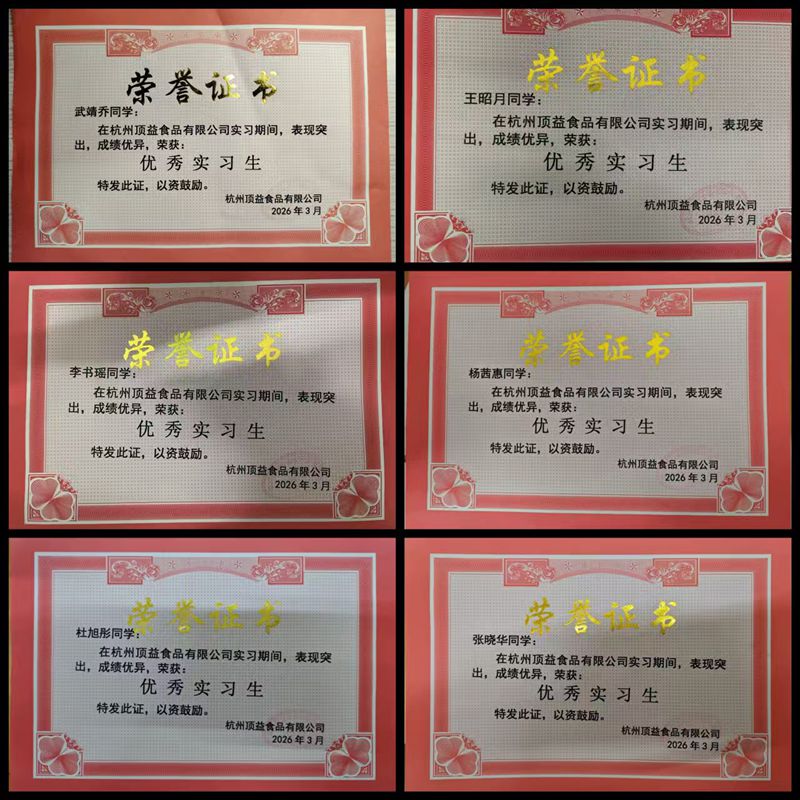 荣誉证书
武靖乔同学：
在杭州顶益食品有限公司实习期间，表现突
出，成绩优异，荣获：
优秀实习生
特发此证，以资鼓励。
杭州顶益食品有限公司
2026年3月
荣誉证书
王昭月同学：
在杭州顶益食品有限公司实习期间，表现突
出，成绩优异，荣获：
优秀实习生
特发此证，以资鼓励。
杭州顶益食品有限公司
2026年3月
荣誉证书
李书瑶同学：
在杭州顶益食品有限公司实习期间，表现突
出，成绩优异，荣获：
优秀实习生
特发此证，以资鼓励。
杭州顶益食品有限公司
2026年3月
荣誉证书
杨茜惠同学：
在杭州顶益食品有限公司实习期间，表现突
出，成绩优异，荣获：
优秀实习生
特发此证，以资鼓励。
杭州顶益食品有限公司
2026年3月
荣誉证书
杜旭彤同学：
在杭州顶益食品有限公司实习期间，表现突
出，成绩优异，荣获：
优秀实习生
特发此证，以资鼓励。
杭州顶益食品有限公司
2026年3月
荣誉证书
张晓华同学：
在杭州顶益食品有限公司实习期间，表现突
出，成绩优异，荣获：
优秀实习生
特发此证，以资鼓励。
杭州顶益食品有限公司
2026年3月